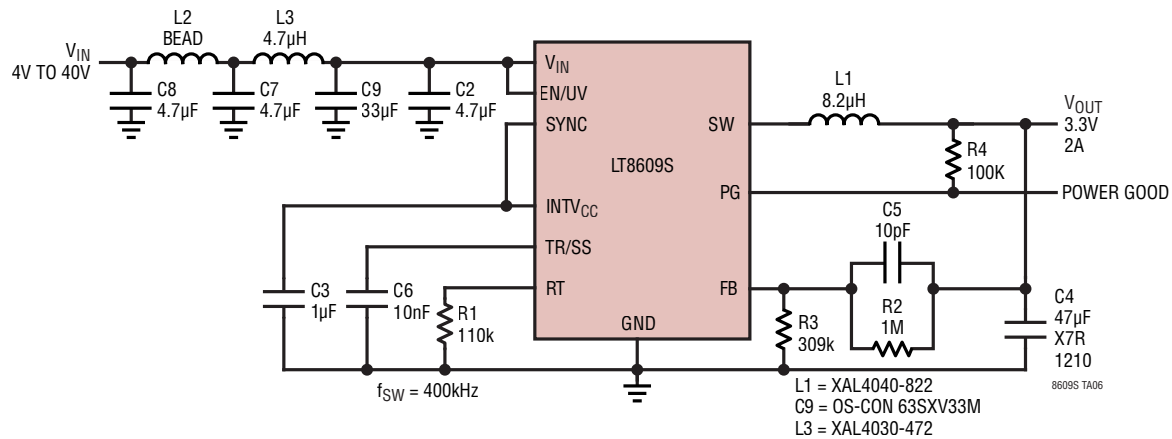 L2
BEAD
L3
4.7µH
VIN
4V TO 40V
C8
4.7µF
C7
4.7µF
C9
33µF
C2
4.7µF
VIN
EN/UV
SYNC
INTVCC
TR/SS
RT
GND
LT8609S
SW
PG
FB
L1
8.2µH
VOUT
3.3V
2A
R4
100K
POWER GOOD
C5
10pF
R2
1M
R3
309k
C4
47µF
X7R
1210
C3
1µF
C6
10nF
R1
110k
fSW = 400kHz
L1 = XAL4040-822
C9 = OS-CON 63SXV33M
L3 = XAL4030-472
8609S TA06